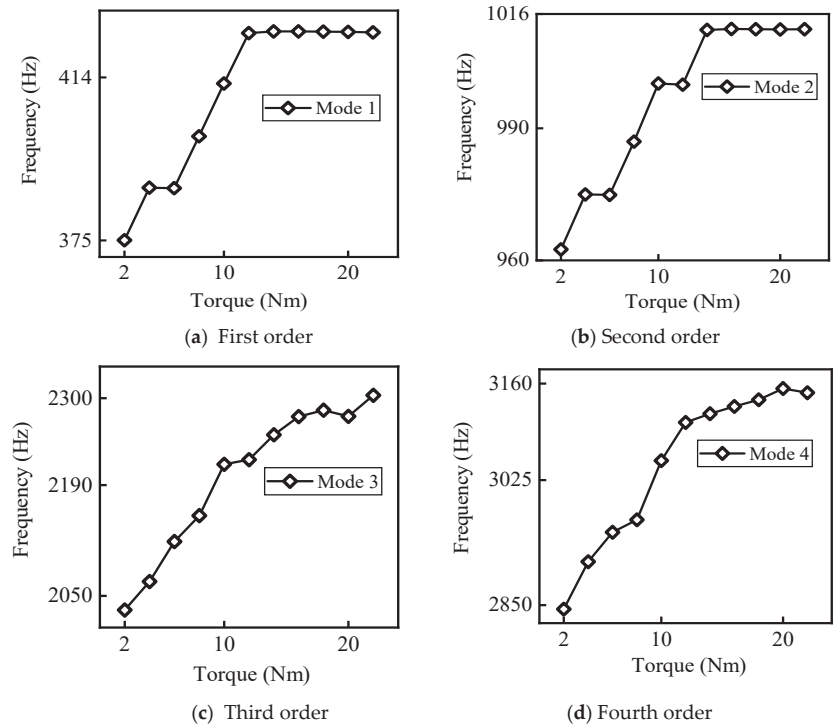 414
375
2
10
20
Frequency (Hz)
Torque (Nm)
Mode 1
(a) First order
1016
990
960
2
10
20
Frequency (Hz)
Torque (Nm)
Mode 2
(b) Second order
2300
2190
2050
2
10
20
Frequency (Hz)
Torque (Nm)
Mode 3
(c) Third order
3160
3025
2850
2
10
20
Frequency (Hz)
Torque (Nm)
Mode 4
(d) Fourth order